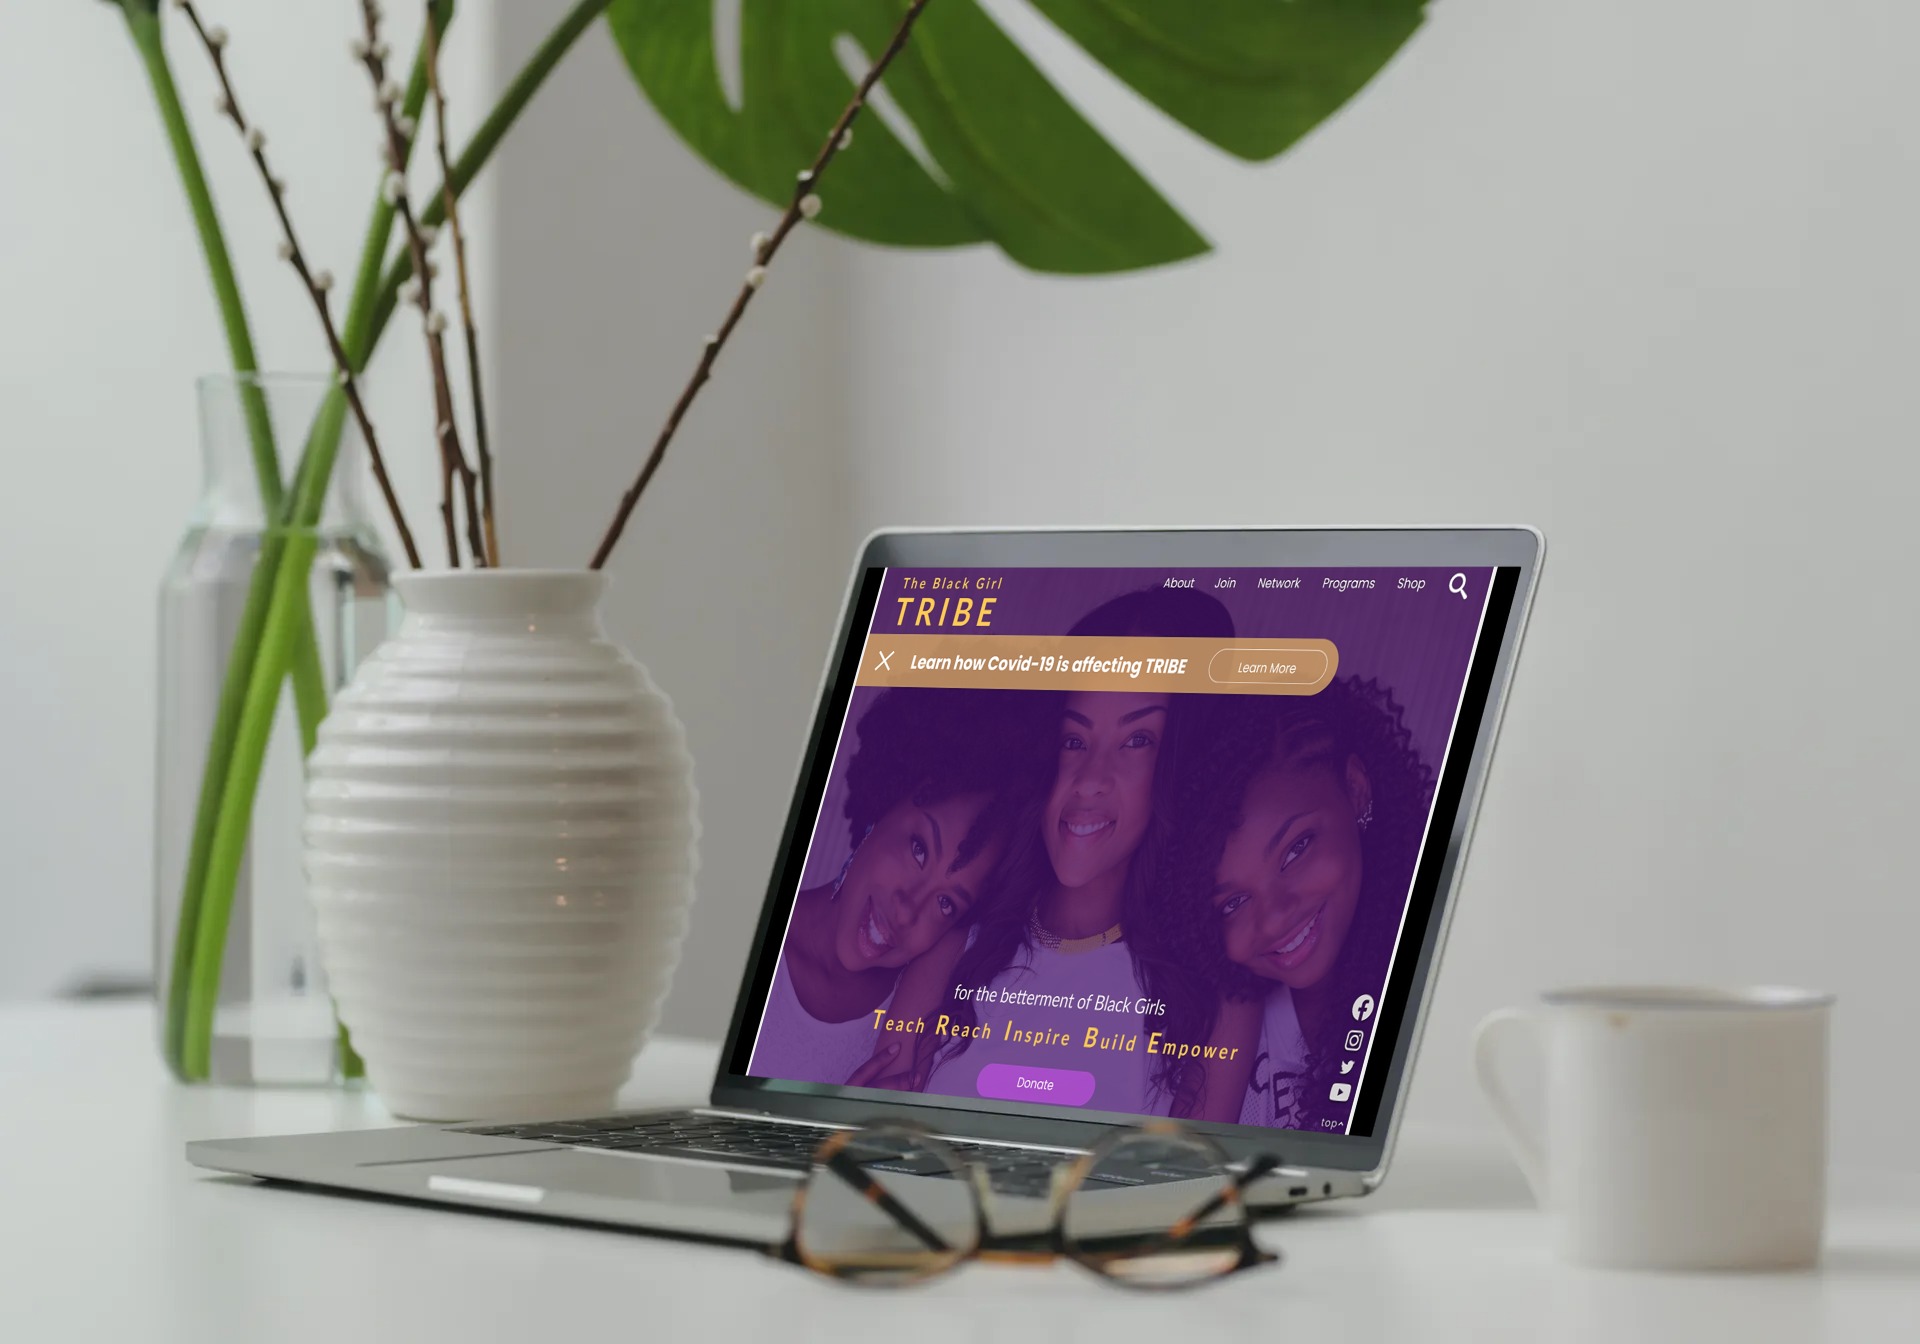 The Black Girl
TRIBE
About Join Network Programs Shop
Learn how Covid-19 is affecting TRIBE Learn More
for the betterment of Black Girls
Teach Reach Inspire Build Empower
Donate
top^